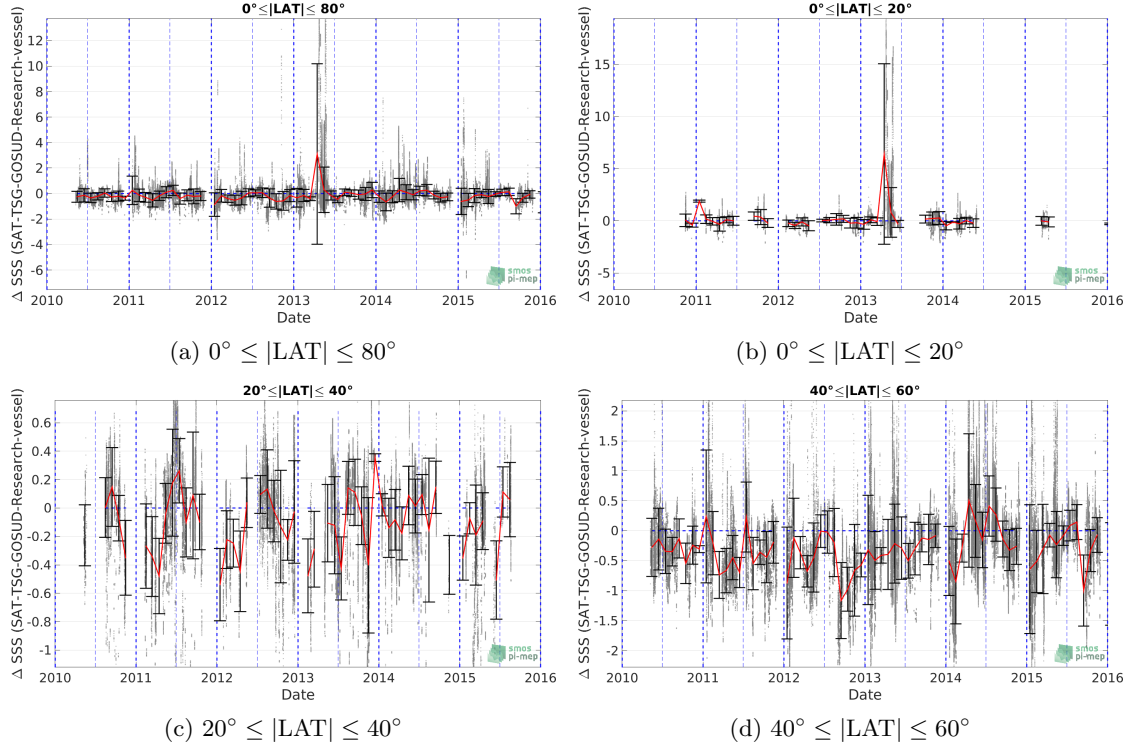 0°≤|LAT|≤ 80°
Δ SSS (SAT-TSG-GOSUD-Research-vessel)
12
10
8
6
4
2
0
-2
-4
-6
2010 2011 2012 2013 2014 2015 2016
Date
smos
pi-mep
(a) 0° ≤ |LAT| ≤ 80°
0°≤|LAT|≤ 20°
Δ SSS (SAT-TSG-GOSUD-Research-vessel)
15
10
5
0
-5
2010 2011 2012 2013 2014 2015 2016
Date
smos
pi-mep
(b) 0° ≤ |LAT| ≤ 20°
20°≤|LAT|≤ 40°
Δ SSS (SAT-TSG-GOSUD-Research-vessel)
0.6
0.4
0.2
0
-0.2
-0.4
-0.6
-0.8
-1
2010 2011 2012 2013 2014 2015 2016
Date
smos
pi-mep
(c) 20° ≤ |LAT| ≤ 40°
40°≤|LAT|≤ 60°
Δ SSS (SAT-TSG-GOSUD-Research-vessel)
2
1.5
1
0.5
0
-0.5
-1
-1.5
-2
2010 2011 2012 2013 2014 2015 2016
Date
smos
pi-mep
(d) 40° ≤ |LAT| ≤ 60°